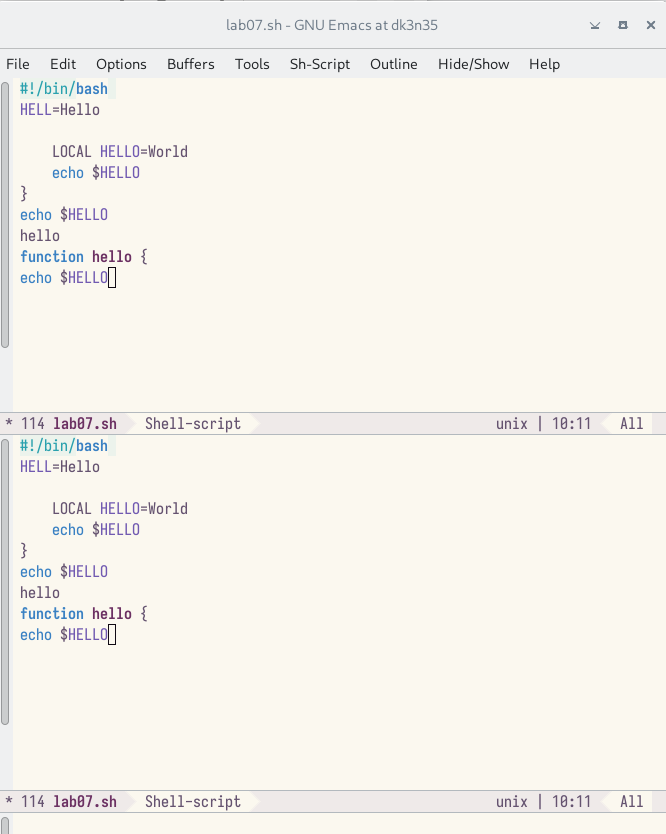 lab07.sh - GNU Emacs at dk3n35
File Edit Options Buffers Tools Sh-Script Outline Hide/Show Help
#!/bin/bash
HELL=Hello
LOCAL HELLO=World
echo $HELLO
}
echo $HELLO
hello
function hello {
echo $HELLO
* 114 lab07.sh Shell-script unix | 10:11 All
#!/bin/bash
HELL=Hello
LOCAL HELLO=World
echo $HELLO
}
echo $HELLO
hello
function hello {
echo $HELLO
* 114 lab07.sh Shell-script unix | 10:11 All